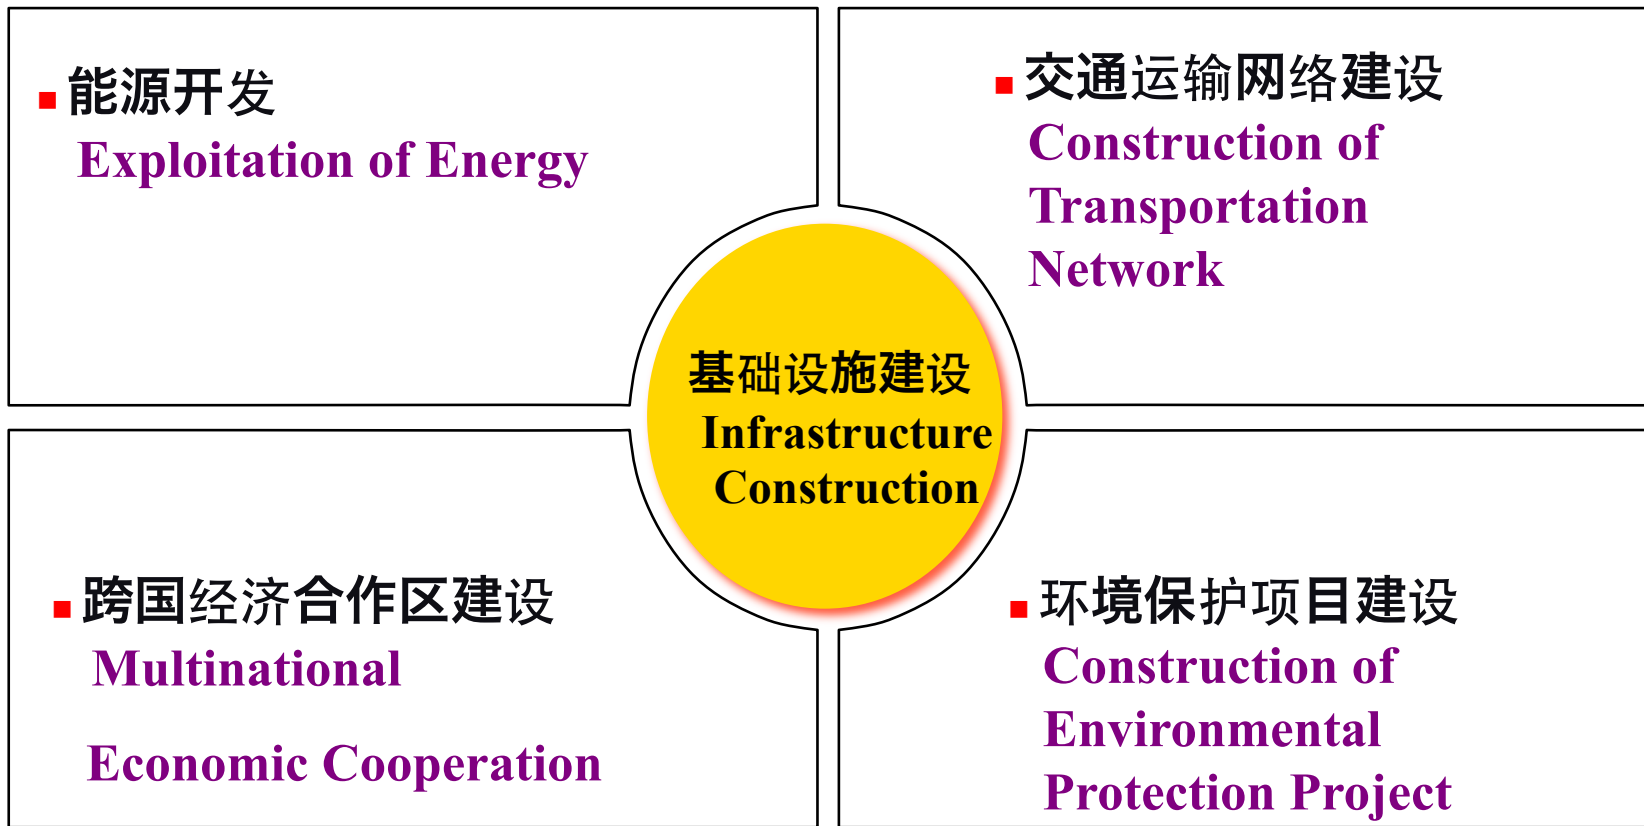 能源开发
Exploitation of Energy
交通运输网络建设
Construction of
Transportation
Network
基础设施建设
Infrastructure
Construction
跨国经济合作区建设
Multinational
Economic Cooperation
环境保护项目建设
Construction of
Environmental
Protection Project